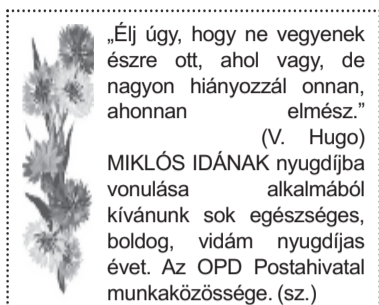 „Élj úgy, hogy ne vegyenek
észre ott, ahol vagy, de
nagyon hiányozzál onnan,
ahonnan elmész.”
(V. Hugo)
MIKLÓS IDÁNAK nyugdíjba
vonulása alkalmából
kívánunk sok egészséges,
boldog, vidám nyugdíjas
évet. Az OPD Postahivatal
munkaközössége. (sz.)